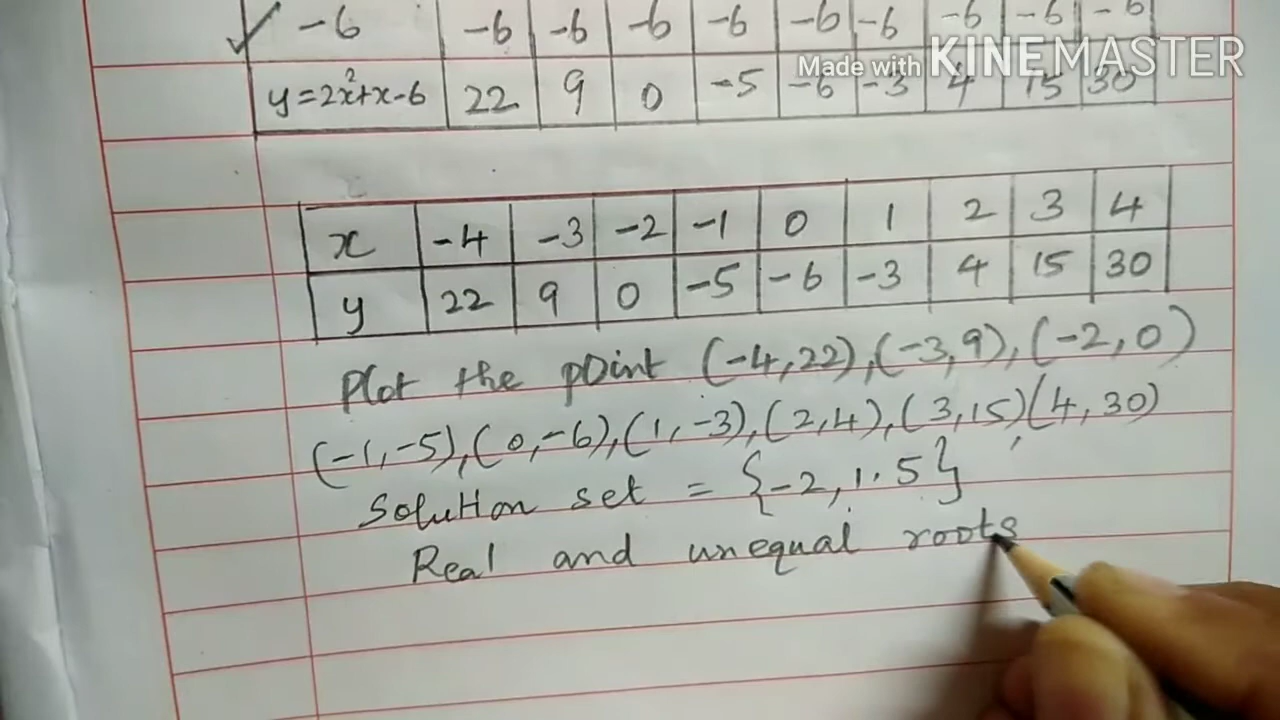 ✓ -6 -6 -6 -6 -6 -6 -6 -6 -6 -6
Made with KINEMASTER
y=2x²+x-6 22 9 0 -5 -6 -3 4 15 30
x -4 -3 -2 -1 0 1 2 3 4
y 22 9 0 -5 -6 -3 4 15 30
Plot the point (-4,22),(-3,9),(-2,0)
(-1,-5),(0,-6),(1,-3),(2,4),(3,15)(4,30)
Solution set = {-2,1.5}
Real and unequal roots